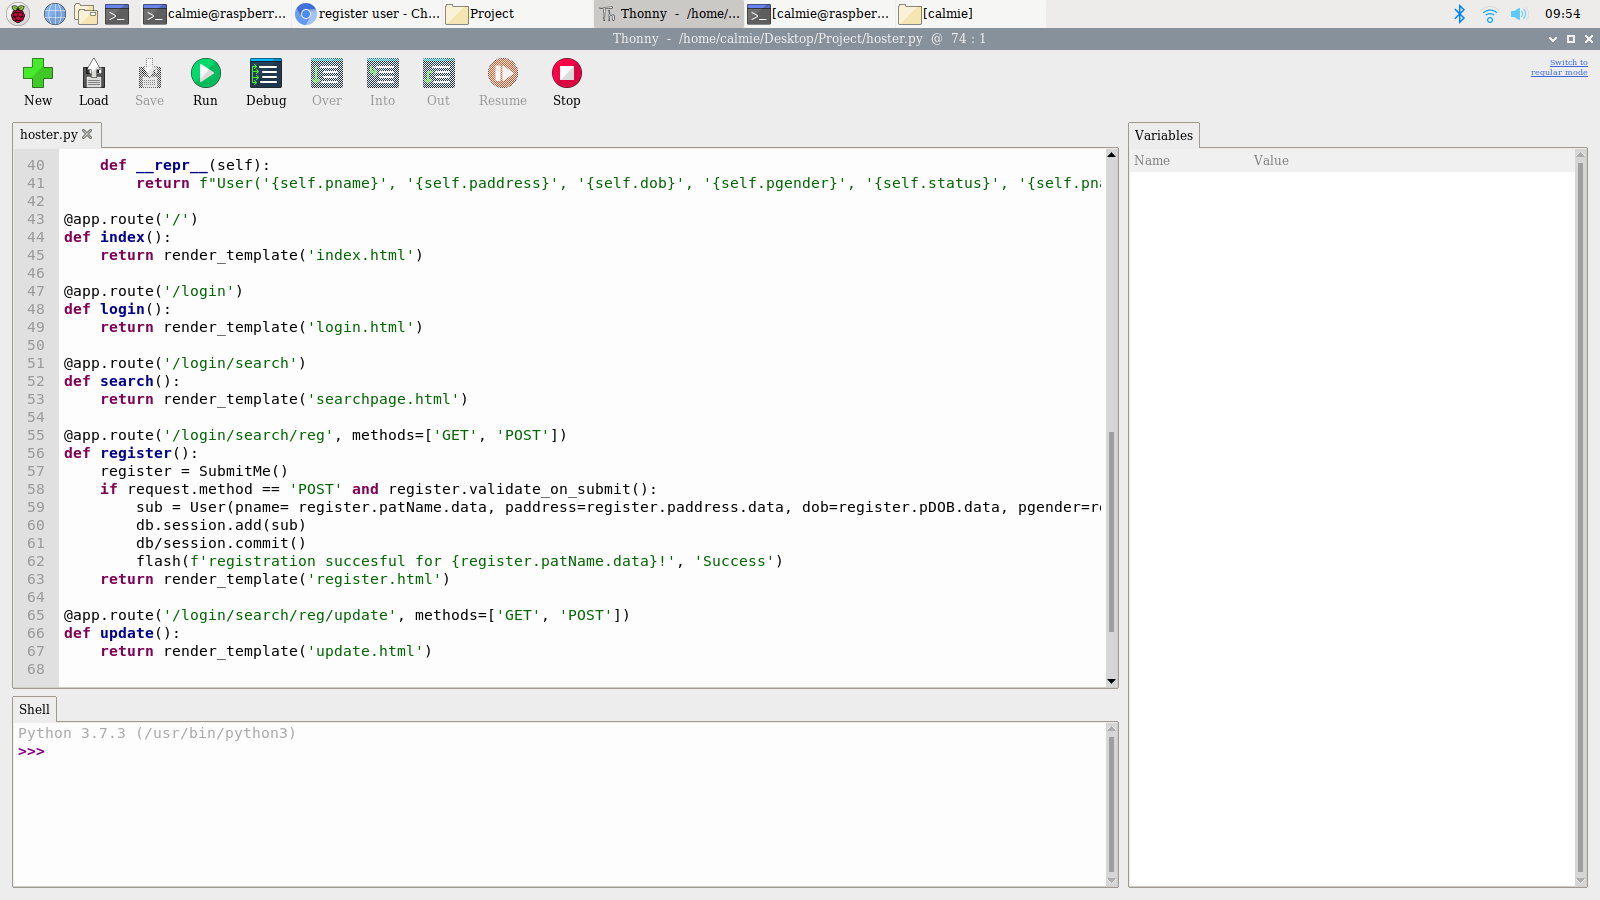 calmie@raspberr... register user - Ch... Project Thonny - /home/... [calmie@raspber... [calmie] 09:54
Thonny - /home/calmie/Desktop/Project/hoster.py @ 74 : 1
New Load Save Run Debug Over Into Out Resume Stop
Switch to
regular mode
hoster.py
40     def __repr__(self):
41         return f"User('{self.pname}', '{self.paddress}', '{self.dob}', '{self.pgender}', '{self.status}', '{self.pn
42
43 @app.route('/')
44 def index():
45     return render_template('index.html')
46
47 @app.route('/login')
48 def login():
49     return render_template('login.html')
50
51 @app.route('/login/search')
52 def search():
53     return render_template('searchpage.html')
54
55 @app.route('/login/search/reg', methods=['GET', 'POST'])
56 def register():
57     register = SubmitMe()
58     if request.method == 'POST' and register.validate_on_submit():
59         sub = User(pname= register.patName.data, paddress=register.paddress.data, dob=register.pDOB.data, pgender=r
60         db.session.add(sub)
61         db/session.commit()
62         flash(f'registration succesful for {register.patName.data}!', 'Success')
63     return render_template('register.html')
64
65 @app.route('/login/search/reg/update', methods=['GET', 'POST'])
66 def update():
67     return render_template('update.html')
68
Shell
Python 3.7.3 (/usr/bin/python3)
>>>
Variables
Name Value